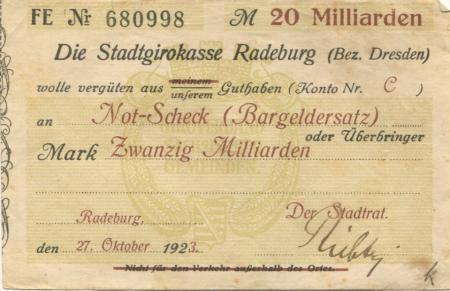 FE Nr 680998 M 20 Milliarden
Die Stadtgirokasse Radeburg (Bez. Dresden)
wolle vergüten aus meinem unserem Guthaben (Konto Nr. C )
an Not-Scheck (Bargeldersatz)
oder Überbringer
Mark Zwanzig Milliarden
GEMEINDEN.
Radeburg, Der Stadtrat.
den 27. Oktober 1923.
Nicht für den Verkehr außerhalb des Ortes.
k